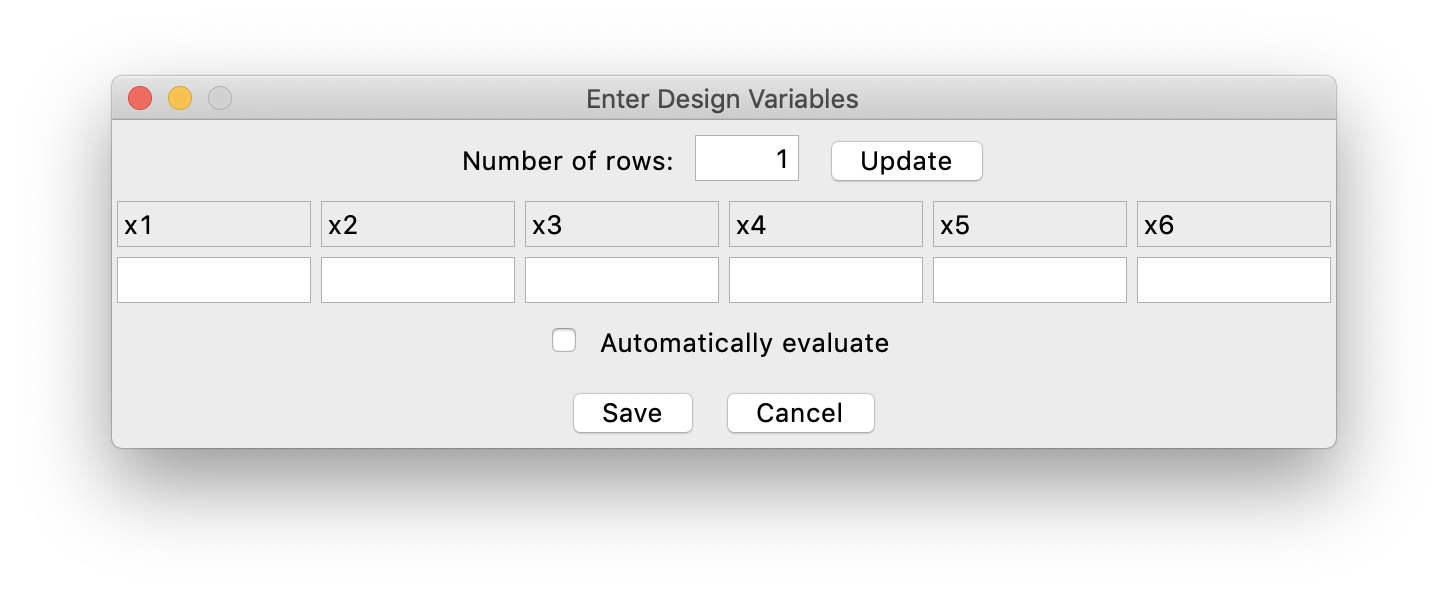 Enter Design Variables
Number of rows: 1 Update
x1 x2 x3 x4 x5 x6
Automatically evaluate
Save Cancel